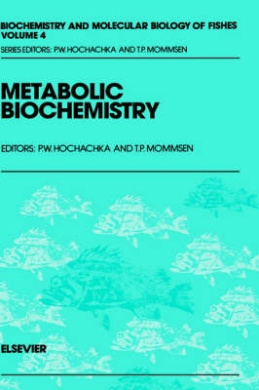 BIOCHEMISTRY AND MOLECULAR BIOLOGY OF FISHES
VOLUME 4
SERIES EDITORS: P.W. HOCHACHKA AND T.P. MOMMSEN
METABOLIC
BIOCHEMISTRY
EDITORS: P.W. HOCHACHKA AND T.P. MOMMSEN
ELSEVIER